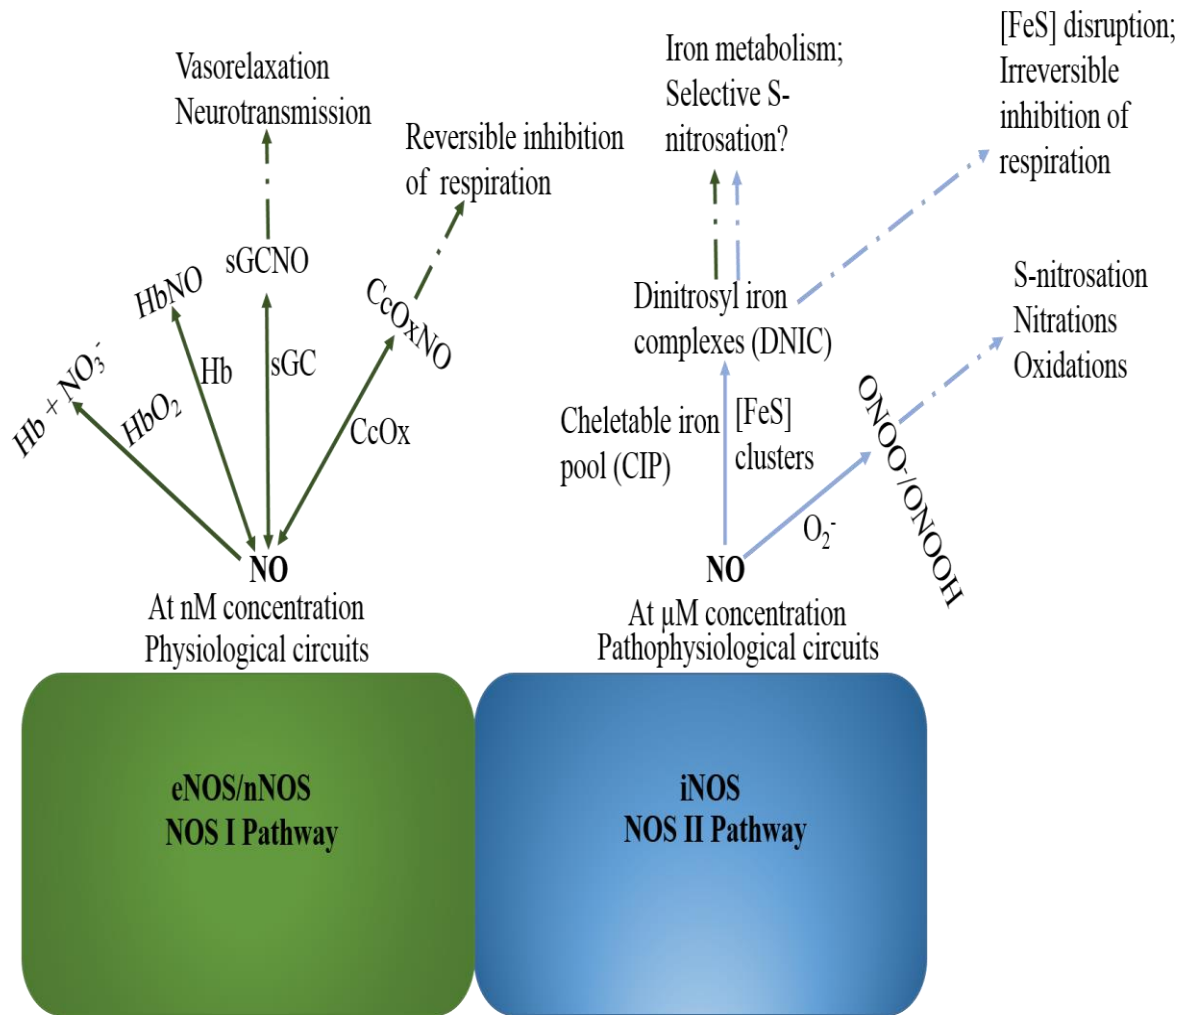 Vasorelaxation
Neurotransmission
Reversible inhibition
of respiration
sGCNO
HbNO
CcOxNO
Hb + NO3-
HbO2
Hb
sGC
CcOx
NO
At nM concentration
Physiological circuits
Iron metabolism;
Selective S-
nitrosation?
[FeS] disruption;
Irreversible
inhibition of
respiration
Dinitrosyl iron
complexes (DNIC)
S-nitrosation
Nitrations
Oxidations
Cheletable iron
pool (CIP)
[FeS]
clusters
O2-
ONOO-/ONOOH
NO
At μM concentration
Pathophysiological circuits
eNOS/nNOS
NOS I Pathway
iNOS
NOS II Pathway